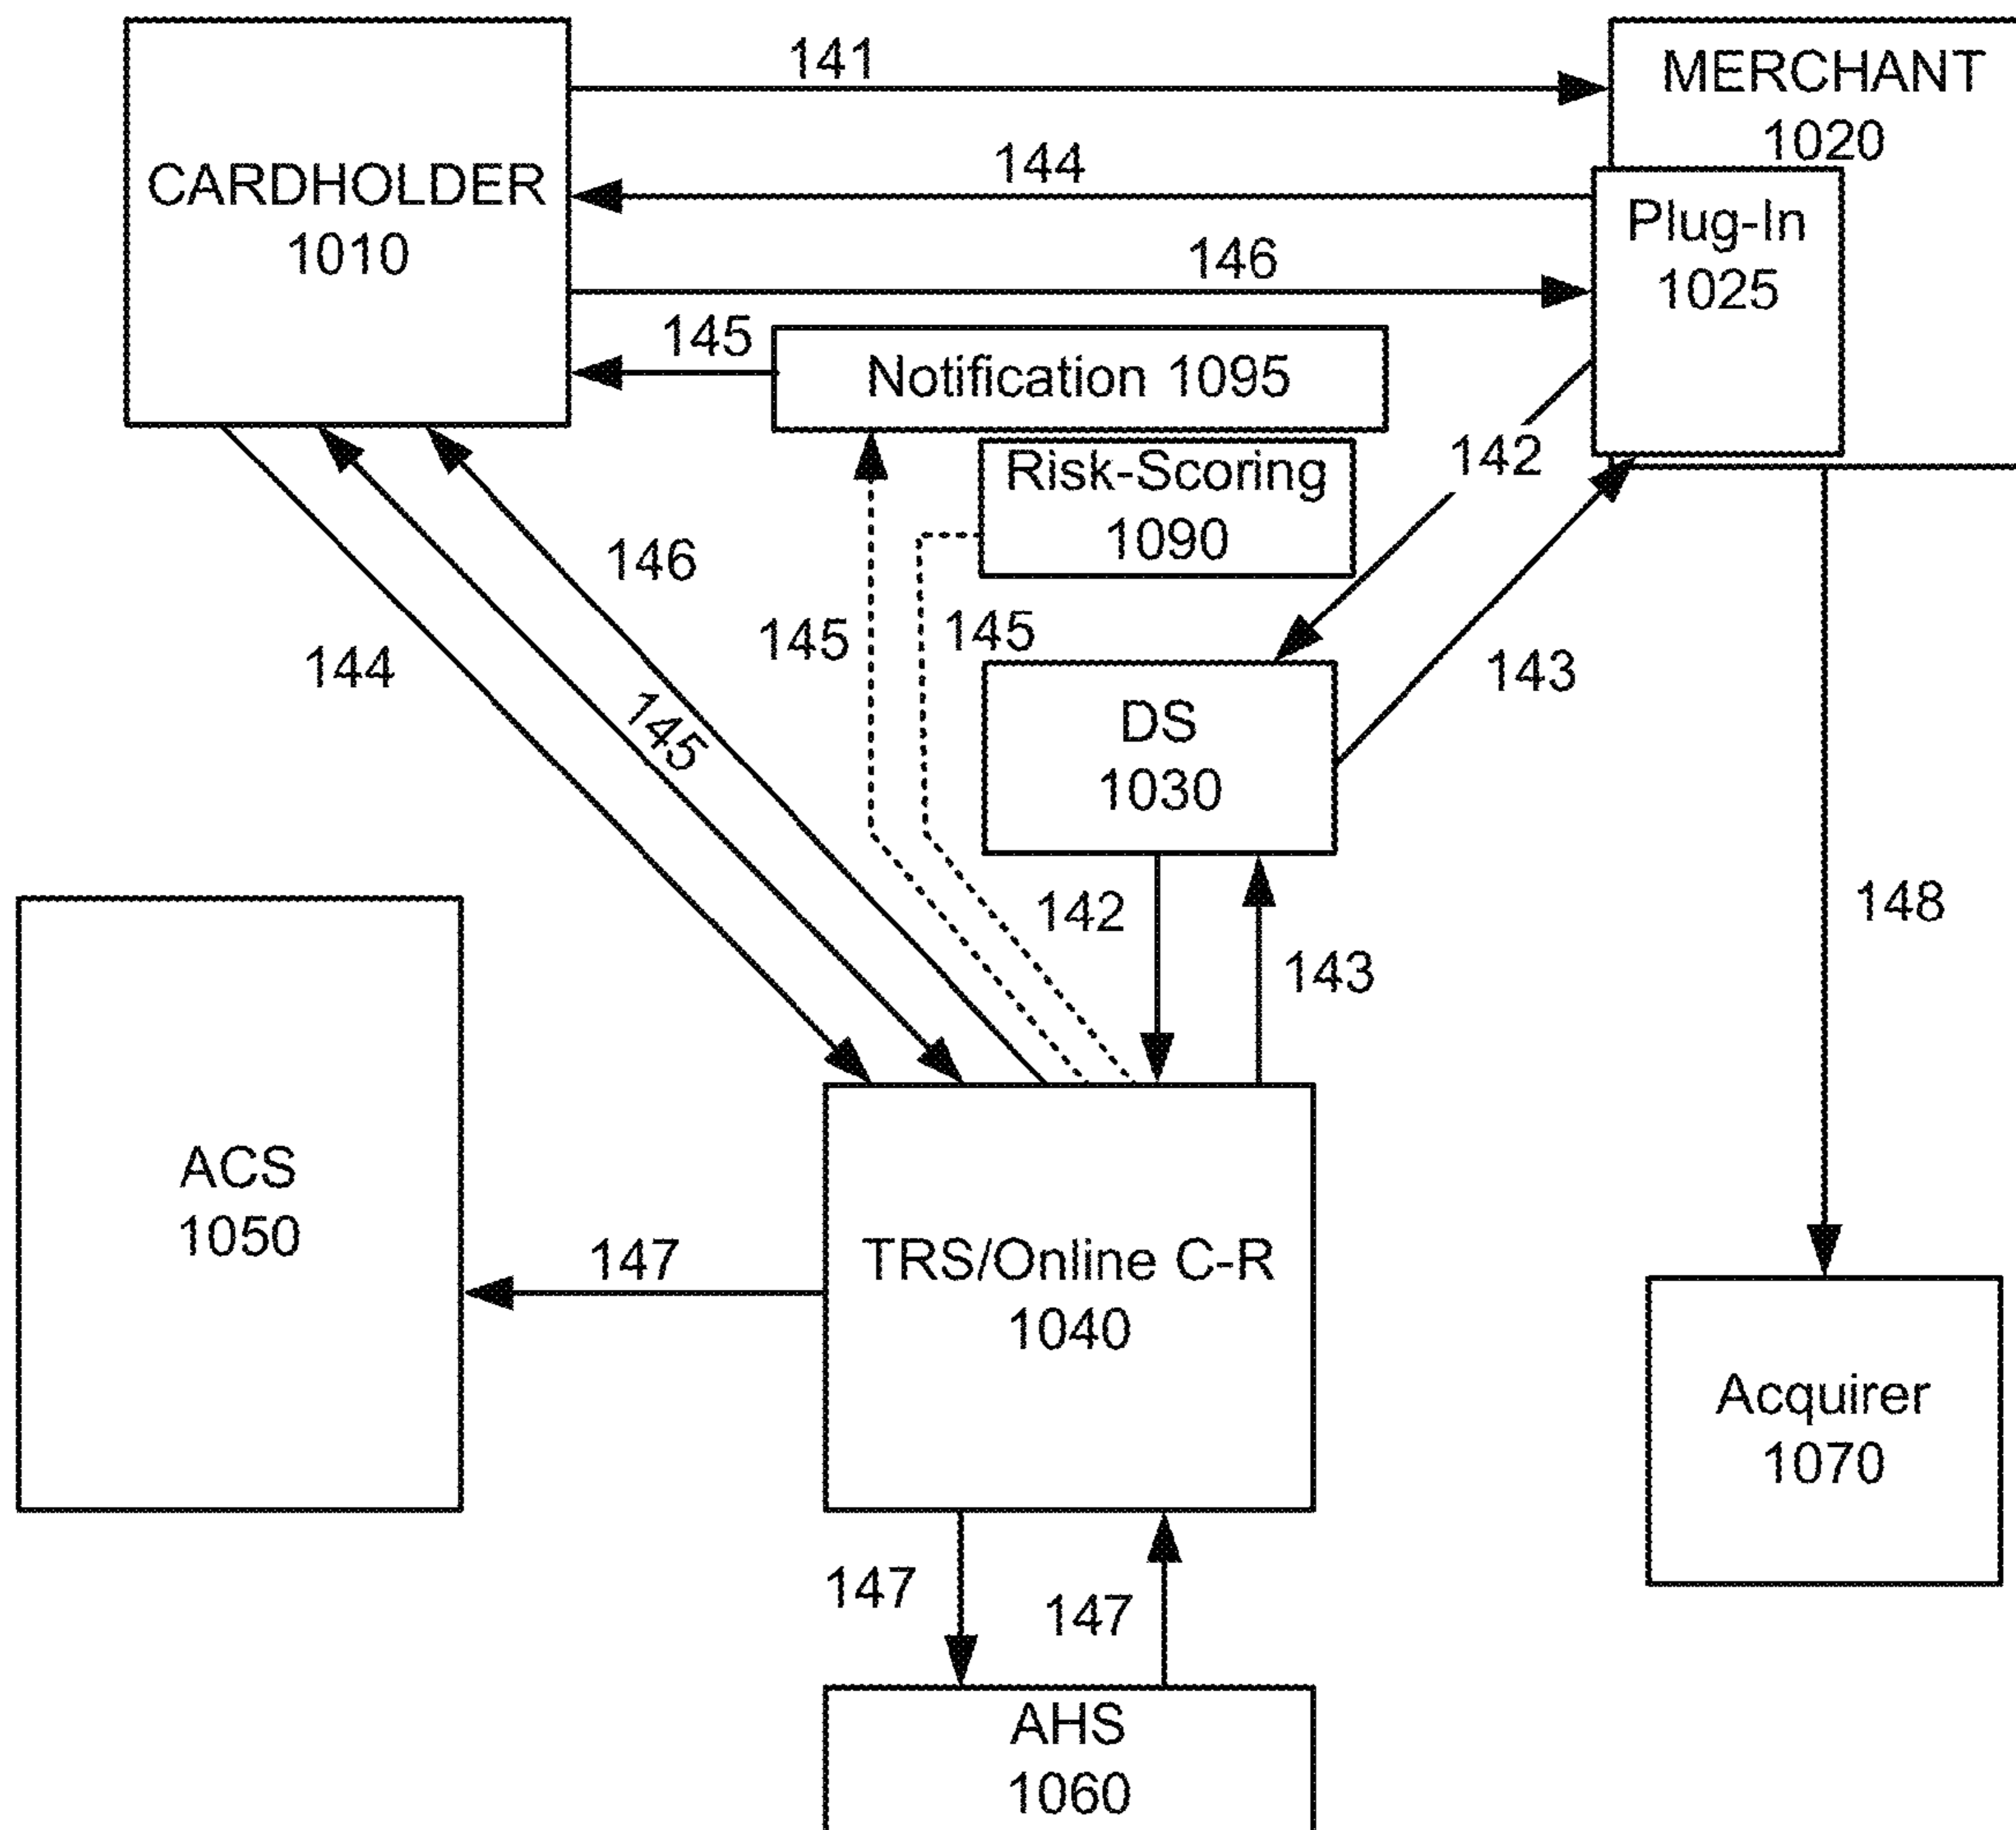 141
MERCHANT
1020
CARDHOLDER
1010
144
Plug-In
1025
146
145
Notification 1095
142
Risk-Scoring
1090
146
145
145
144
143
145
DS
1030
142
148
143
ACS
1050
147
TRS/Online C-R
1040
Acquirer
1070
147
147
AHS
1060